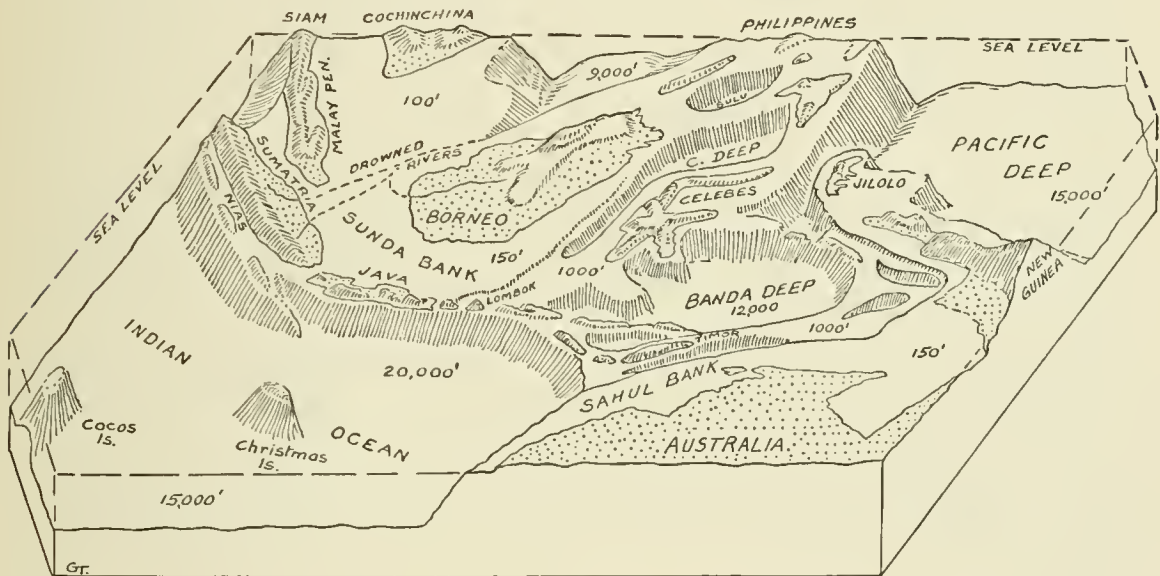 SIAM
COCHINCHINA
PHILIPPINES
SEA LEVEL
9,000'
100'
MALAY PEN.
SULU
PACIFIC
DEEP
15,000'
SEA LEVEL
SUMATRA
NIAS
DROWNED
RIVERS
C. DEEP
CELEBES
JILOLO
BORNEO
SUNDA BANK
150'
1000'
NEW
GUINEA
JAVA
LOMBOK
BANDA DEEP
12,000
TIMOR
1000'
150'
INDIAN
OCEAN
20,000'
SAHUL BANK
AUSTRALIA
Cocos
Is.
Christmas
Is.
15,000'
GT.